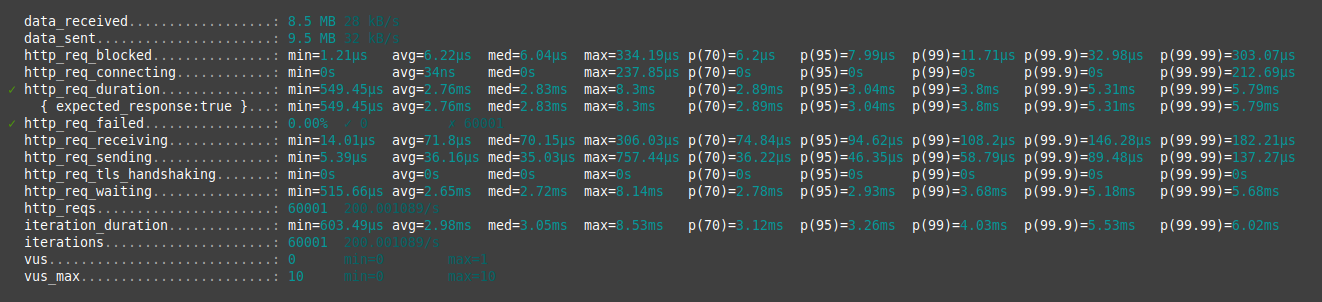 data_received...................: 8.5 MB 28 kB/s
data_sent......................: 9.5 MB 32 kB/s
http_req_blocked...............: min=1.21µs avg=6.22µs med=6.04µs max=334.19µs p(70)=6.2µs p(95)=7.99µs p(99)=11.71µs p(99.9)=32.98µs p(99.99)=303.07µs
http_req_connecting............: min=0s avg=34ns med=0s max=237.85µs p(70)=0s p(95)=0s p(99)=0s p(99.9)=0s p(99.99)=212.69µs
✓ http_req_duration..............: min=549.45µs avg=2.76ms med=2.83ms max=8.3ms p(70)=2.89ms p(95)=3.04ms p(99)=3.8ms p(99.9)=5.31ms p(99.99)=5.79ms
{ expected_response:true }...: min=549.45µs avg=2.76ms med=2.83ms max=8.3ms p(70)=2.89ms p(95)=3.04ms p(99)=3.8ms p(99.9)=5.31ms p(99.99)=5.79ms
✓ http_req_failed................: 0.00% ✓ 0 ✗ 60001
http_req_receiving.............: min=14.01µs avg=71.8µs med=70.15µs max=306.03µs p(70)=74.84µs p(95)=94.62µs p(99)=108.2µs p(99.9)=146.28µs p(99.99)=182.21µs
http_req_sending...............: min=5.39µs avg=36.16µs med=35.03µs max=757.44µs p(70)=36.22µs p(95)=46.35µs p(99)=58.79µs p(99.9)=89.48µs p(99.99)=137.27µs
http_req_tls_handshaking.......: min=0s avg=0s med=0s max=0s p(70)=0s p(95)=0s p(99)=0s p(99.9)=0s p(99.99)=0s
http_req_waiting...............: min=515.66µs avg=2.65ms med=2.72ms max=8.14ms p(70)=2.78ms p(95)=2.93ms p(99)=3.68ms p(99.9)=5.18ms p(99.99)=5.68ms
http_reqs......................: 60001 200.001089/s
iteration_duration.............: min=603.49µs avg=2.98ms med=3.05ms max=8.53ms p(70)=3.12ms p(95)=3.26ms p(99)=4.03ms p(99.9)=5.53ms p(99.99)=6.02ms
iterations.....................: 60001 200.001089/s
vus............................: 0 min=0 max=1
vus_max........................: 10 min=10 max=10